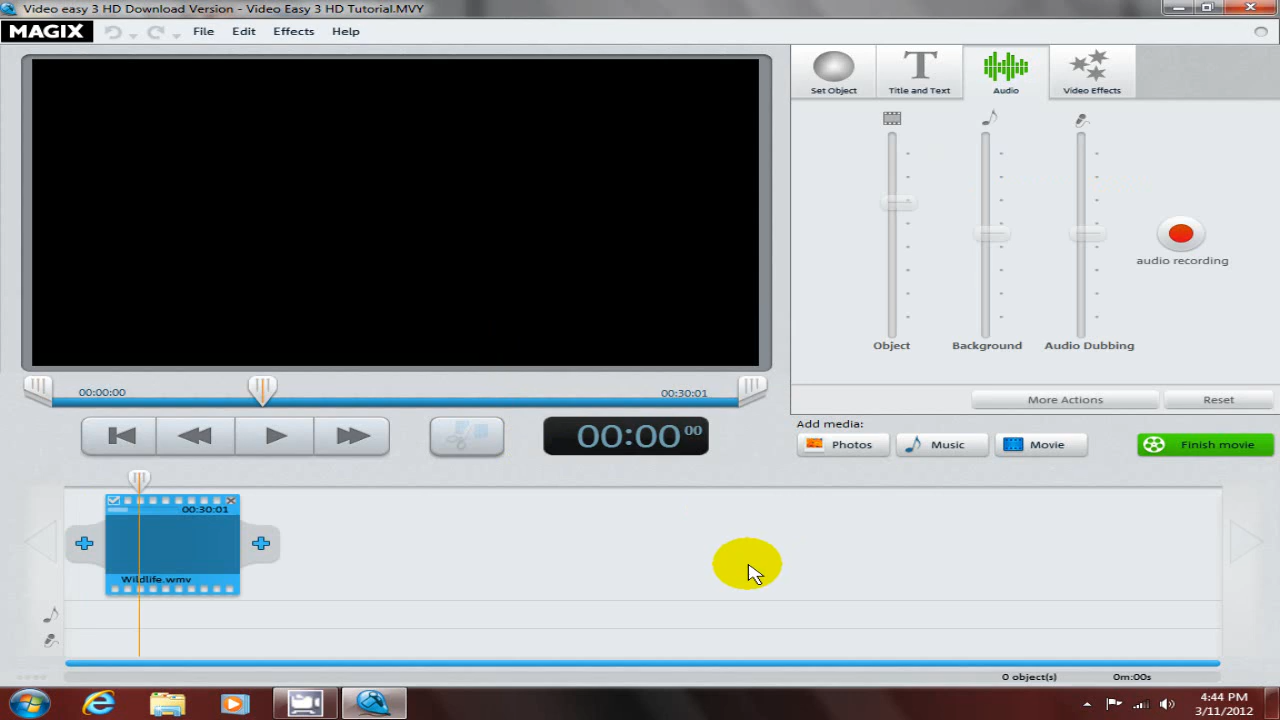 Video easy 3 HD Download Version - Video Easy 3 HD Tutorial.MVY
MAGIX
File
Edit
Effects
Help
Set Object
Title and Text
Audio
Video Effects
audio recording
Object
Background
Audio Dubbing
00:00:00
00:30:01
More Actions
Reset
00:00 00
Add media:
Photos
Music
Movie
Finish movie
00:30:01
Wildlife.wmv
0 object(s)
0m:00s
4:44 PM
3/11/2012